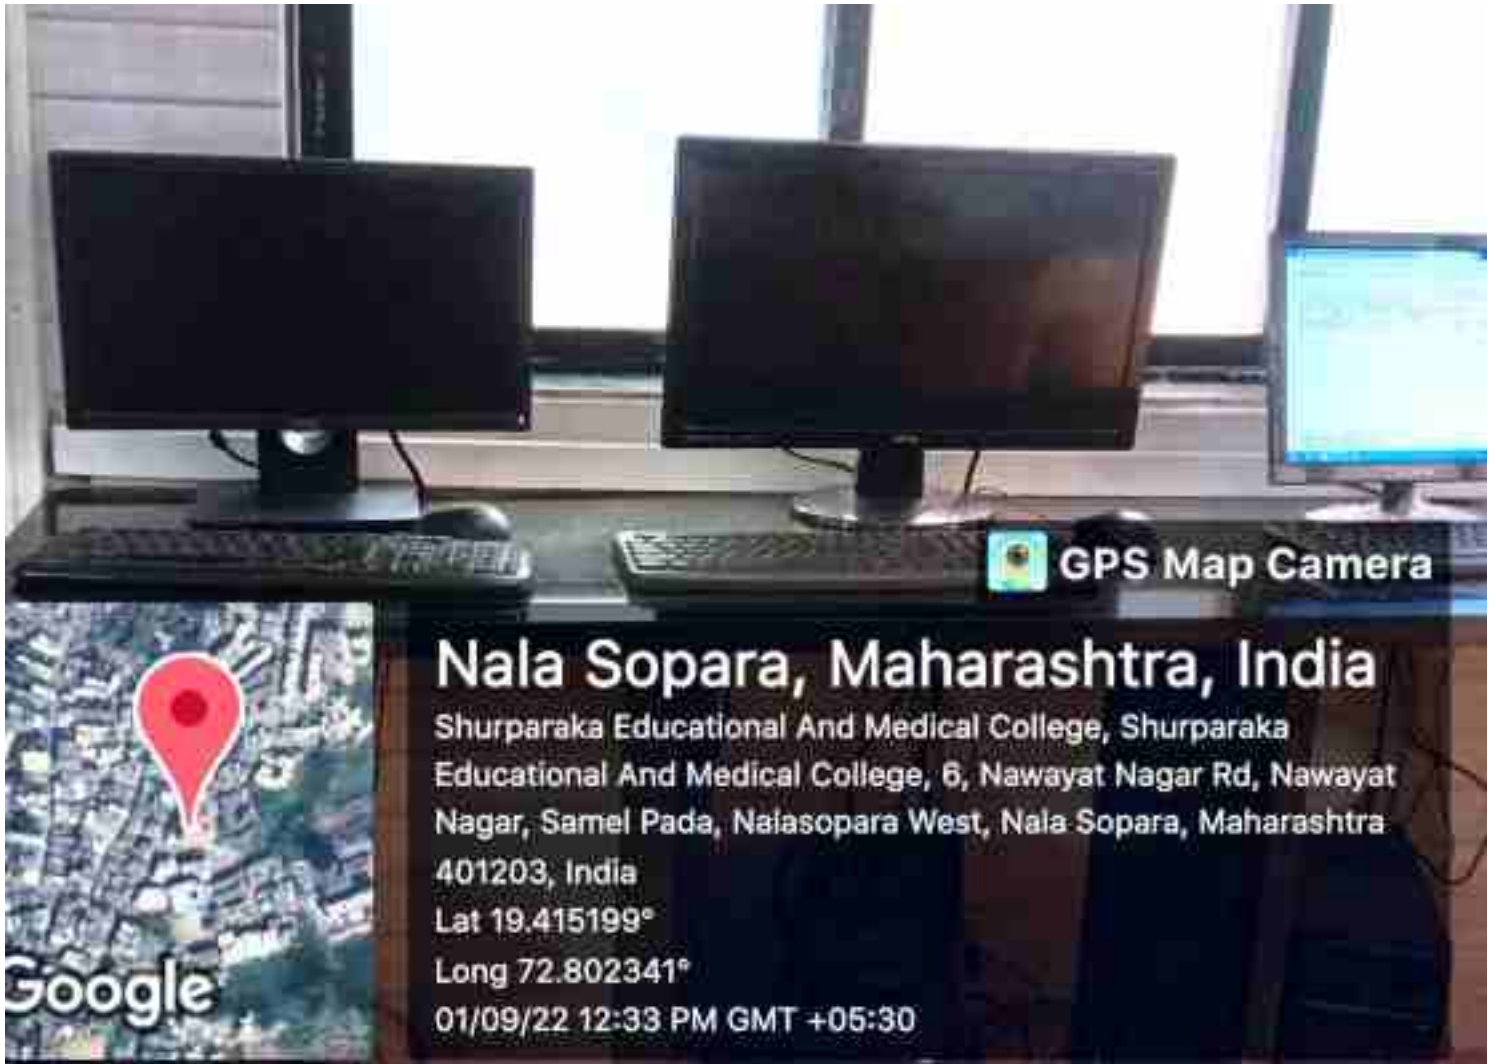 GPS Map Camera
Nala Sopara, Maharashtra, India
Shurparaka Educational And Medical College, Shurparaka
Educational And Medical College, 6, Nawayat Nagar Rd, Nawayat
Nagar, Samel Pada, Nalasopara West, Nala Sopara, Maharashtra
401203, India
Lat 19.415199°
Long 72.802341°
01/09/22 12:33 PM GMT +05:30
Google